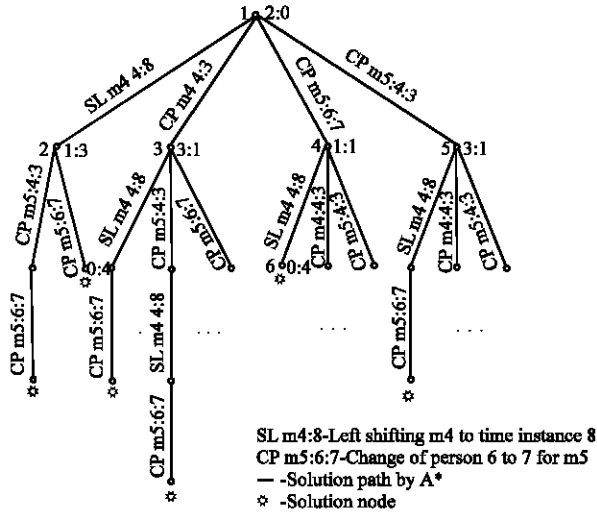 1 2:0
SL m4 4:8
CP m4 4:3
CP m5:6:7
CP m5:4:3
2 1:3
3 3:1
4 1:1
5 3:1
CP m5:4:3
CP m5:6:7
SL m4 4:8
CP m5:4:3
CP m5:6:7
SL m4 4:8
CP m4:4:3
CP m5:4:3
SL m4 4:8
CP m4:4:3
CP m5:4:3
0:4
6 0:4
CP m5:6:7
CP m5:6:7
SL m4 4:8
CP m5:6:7
. . .
. . .
. . .
CP m5:6:7
SL m4:8-Left shifting m4 to time instance 8
CP m5:6:7-Change of person 6 to 7 for m5
— -Solution path by A*
-Solution node